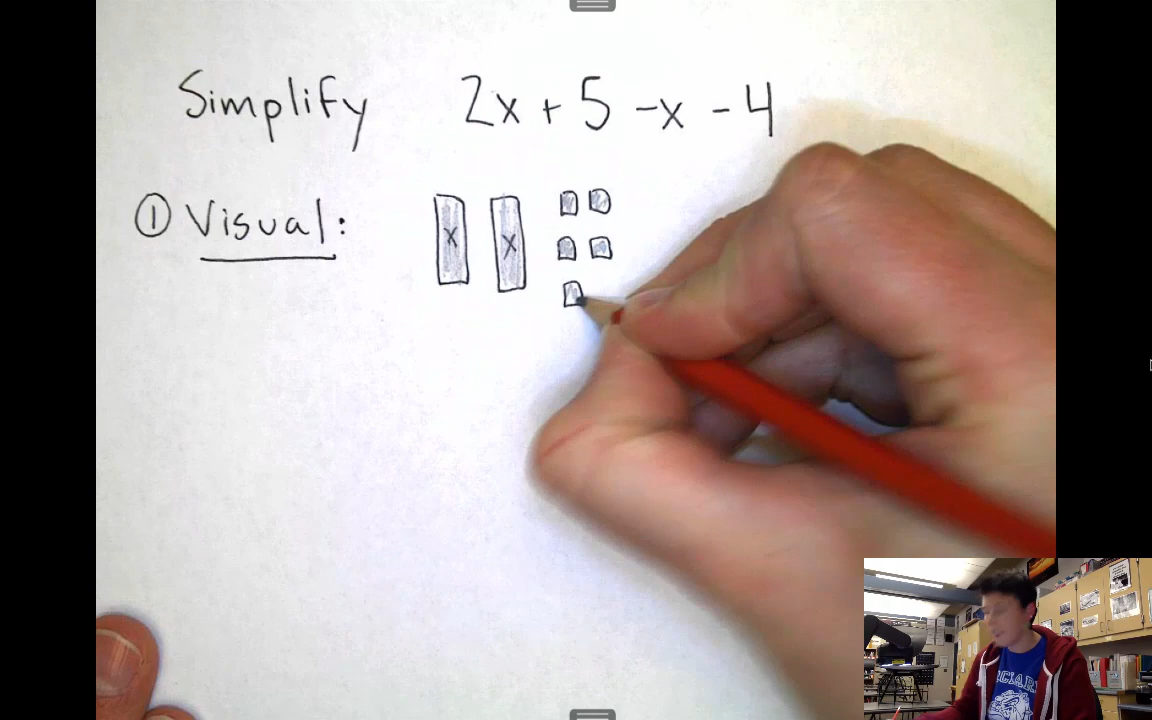 Simplify 2x + 5 - x - 4
① Visual:
x x